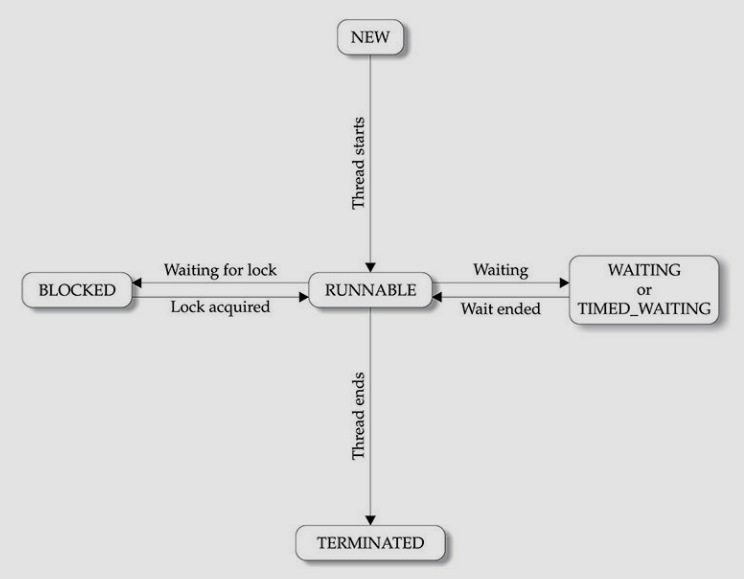 NEW
Thread starts
Waiting for lock
Waiting
WAITING
or
TIMED_WAITING
BLOCKED
RUNNABLE
Lock acquired
Wait ended
Thread ends
TERMINATED